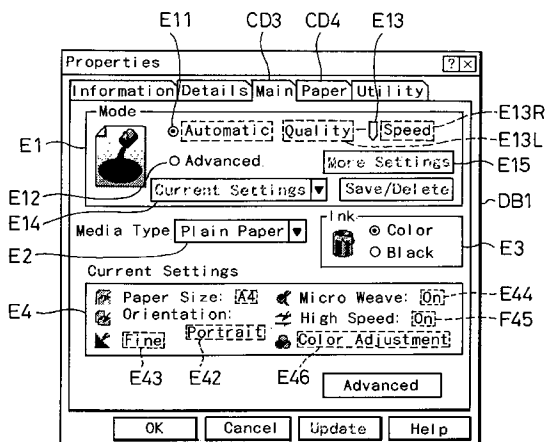 E11 CD3 CD4 E13
Properties ? ×
Information Details Main Paper Utility
Mode
E1
Automatic Quality Speed
E13R
E13L
Advanced
More Settings
E15
E12
E14
Current Settings ▼ Save/Delete
DB1
Media Type Plain Paper ▼
E2
Ink
Color
Black
E3
Current Settings
E4
Paper Size: A4 Micro Weave: On
E44
Orientation: High Speed: On
E45
Fine Portrait Color Adjustment
E43 E42 E46
Advanced
OK Cancel Update Help